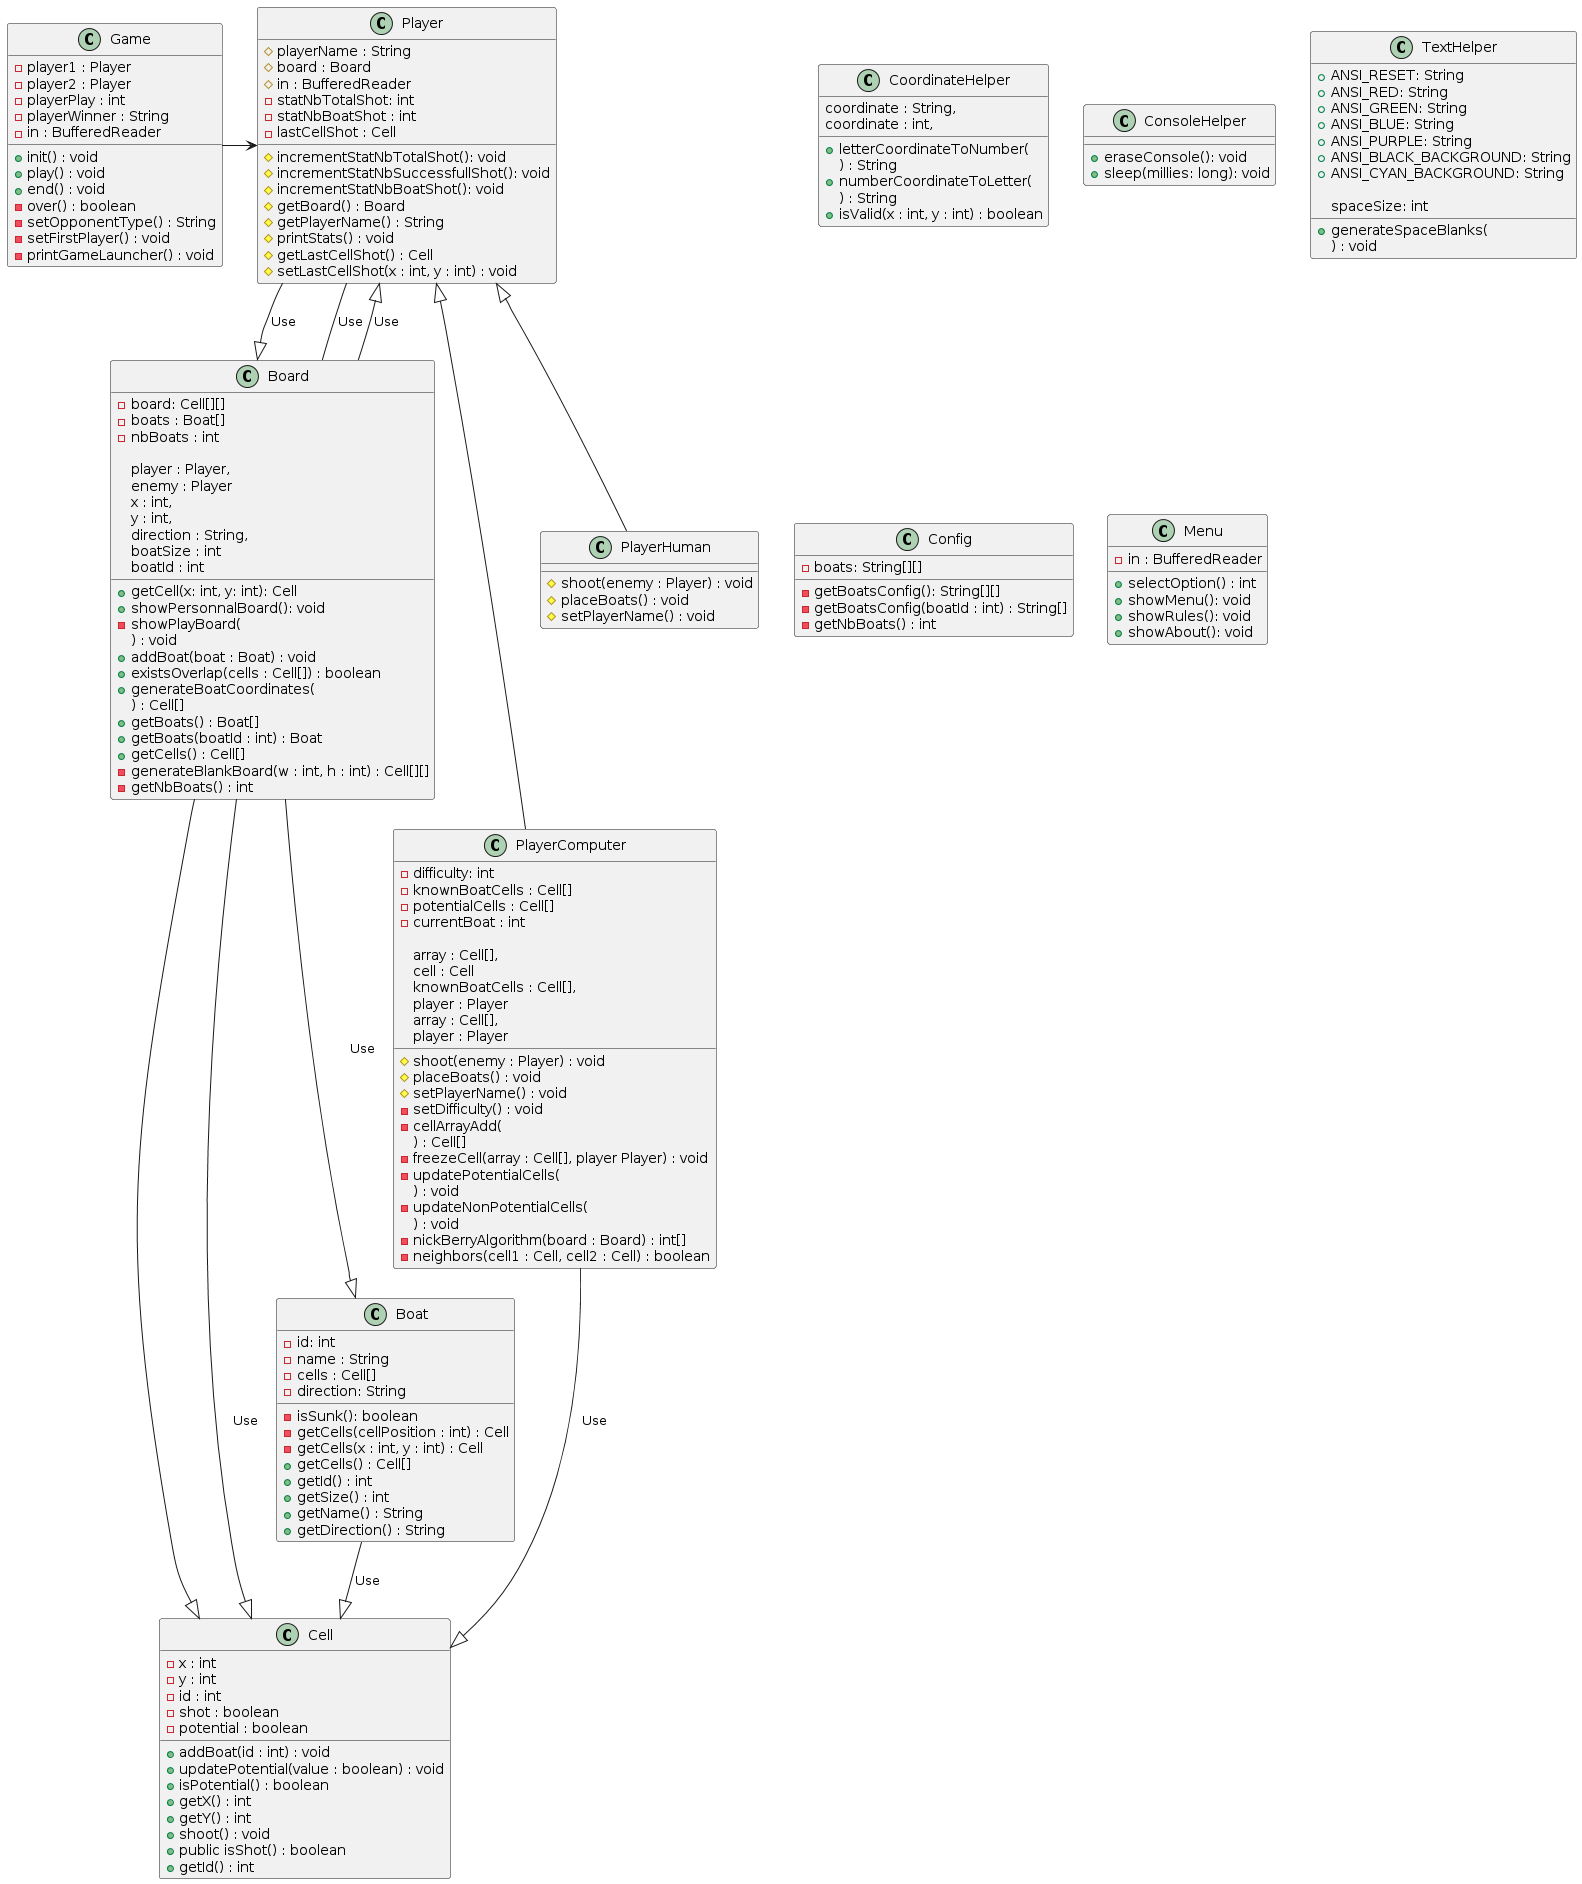 C Game
player1 : Player
player2 : Player
playerPlay : int
playerWinner : String
in : BufferedReader
init() : void
play() : void
end() : void
over() : boolean
setOpponentType() : String
setFirstPlayer() : void
printGameLauncher() : void
C Player
playerName : String
board : Board
in : BufferedReader
statNbTotalShot: int
statNbBoatShot : int
lastCellShot : Cell
incrementStatNbTotalShot(): void
incrementStatNbSuccessfullShot(): void
incrementStatNbBoatShot(): void
getBoard() : Board
getPlayerName() : String
printStats() : void
getLastCellShot() : Cell
setLastCellShot(x : int, y : int) : void
C CoordinateHelper
coordinate : String,
coordinate : int,
letterCoordinateToNumber(
) : String
numberCoordinateToLetter(
) : String
isValid(x : int, y : int) : boolean
C ConsoleHelper
eraseConsole(): void
sleep(millies: long): void
C TextHelper
ANSI_RESET: String
ANSI_RED: String
ANSI_GREEN: String
ANSI_BLUE: String
ANSI_PURPLE: String
ANSI_BLACK_BACKGROUND: String
ANSI_CYAN_BACKGROUND: String
spaceSize: int
generateSpaceBlanks(
) : void
Use
Use
Use
C Board
board: Cell[][]
boats : Boat[]
nbBoats : int
player : Player,
enemy : Player
x : int,
y : int,
direction : String,
boatSize : int
boatId : int
getCell(x: int, y: int): Cell
showPersonnalBoard(): void
showPlayBoard(
) : void
addBoat(boat : Boat) : void
existsOverlap(cells : Cell[]) : boolean
generateBoatCoordinates(
) : Cell[]
getBoats() : Boat[]
getBoats(boatId : int) : Boat
getCells() : Cell[]
generateBlankBoard(w : int, h : int) : Cell[][]
getNbBoats() : int
C PlayerHuman
shoot(enemy : Player) : void
placeBoats() : void
setPlayerName() : void
C Config
boats: String[][]
getBoatsConfig(): String[][]
getBoatsConfig(boatId : int) : String[]
getNbBoats() : int
C Menu
in : BufferedReader
selectOption() : int
showMenu(): void
showRules(): void
showAbout(): void
C PlayerComputer
difficulty: int
knownBoatCells : Cell[]
potentialCells : Cell[]
currentBoat : int
array : Cell[],
cell : Cell
knownBoatCells : Cell[],
player : Player
array : Cell[],
player : Player
shoot(enemy : Player) : void
placeBoats() : void
setPlayerName() : void
setDifficulty() : void
cellArrayAdd(
) : Cell[]
freezeCell(array : Cell[], player Player) : void
updatePotentialCells(
) : void
updateNonPotentialCells(
) : void
nickBerryAlgorithm(board : Board) : int[]
neighbors(cell1 : Cell, cell2 : Cell) : boolean
Use
C Boat
id: int
name : String
cells : Cell[]
direction: String
isSunk(): boolean
getCells(cellPosition : int) : Cell
getCells(x : int, y : int) : Cell
getCells() : Cell[]
getId() : int
getSize() : int
getName() : String
getDirection() : String
Use
Use
Use
C Cell
x : int
y : int
id : int
shot : boolean
potential : boolean
addBoat(id : int) : void
updatePotential(value : boolean) : void
isPotential() : boolean
getX() : int
getY() : int
shoot() : void
public isShot() : boolean
getId() : int